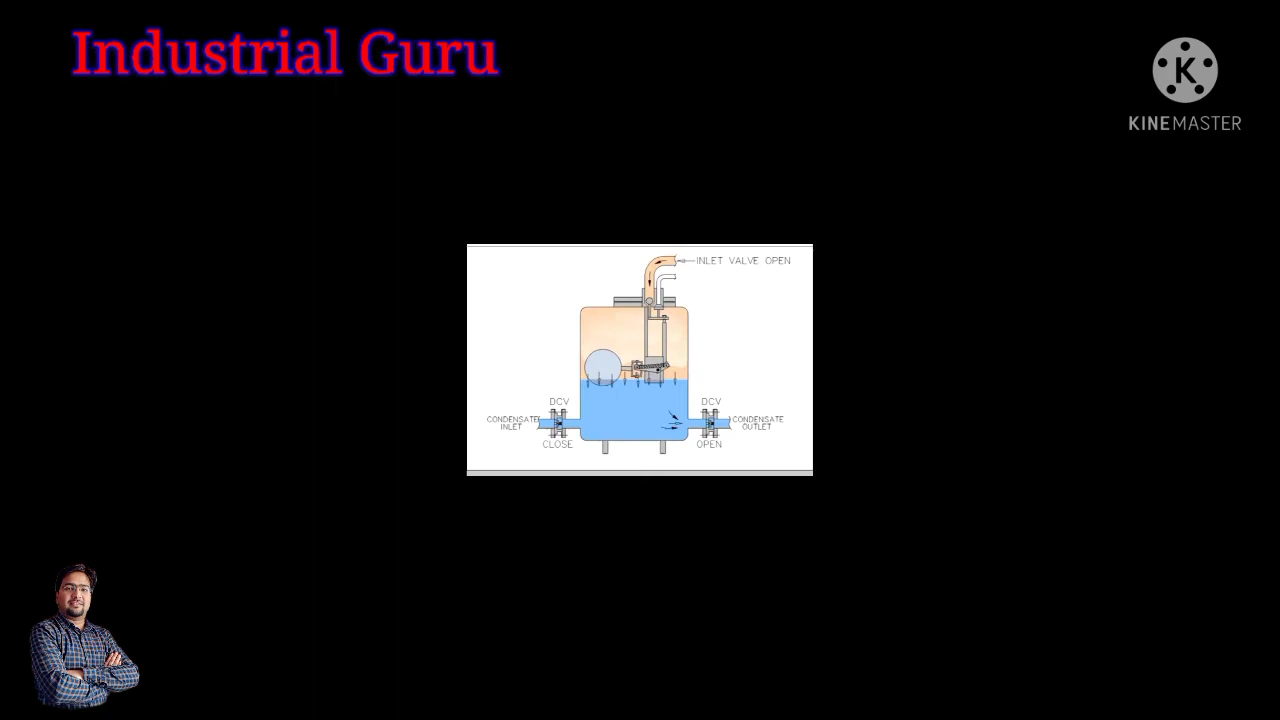 Industrial Guru
K
KINEMASTER
INLET VALVE OPEN
DCV
DCV
CONDENSATE
INLET
CONDENSATE
OUTLET
CLOSE
OPEN